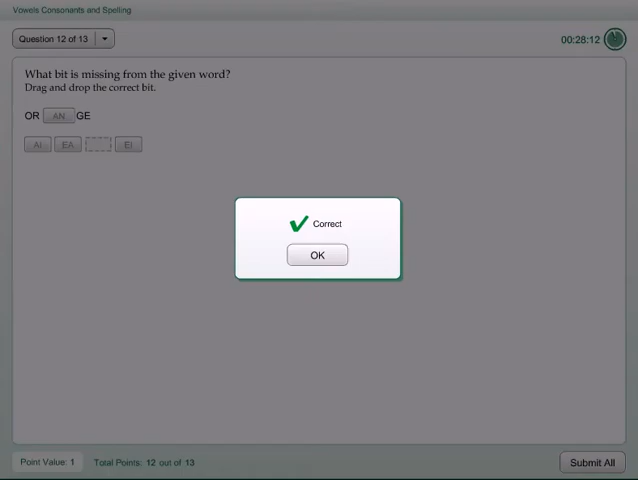 Vowels Consonants and Spelling
Question 12 of 13
00:28:12
What bit is missing from the given word?
Drag and drop the correct bit.
OR AN GE
AI EA EI
Correct
OK
Point Value: 1 Total Points: 12 out of 13 Submit All